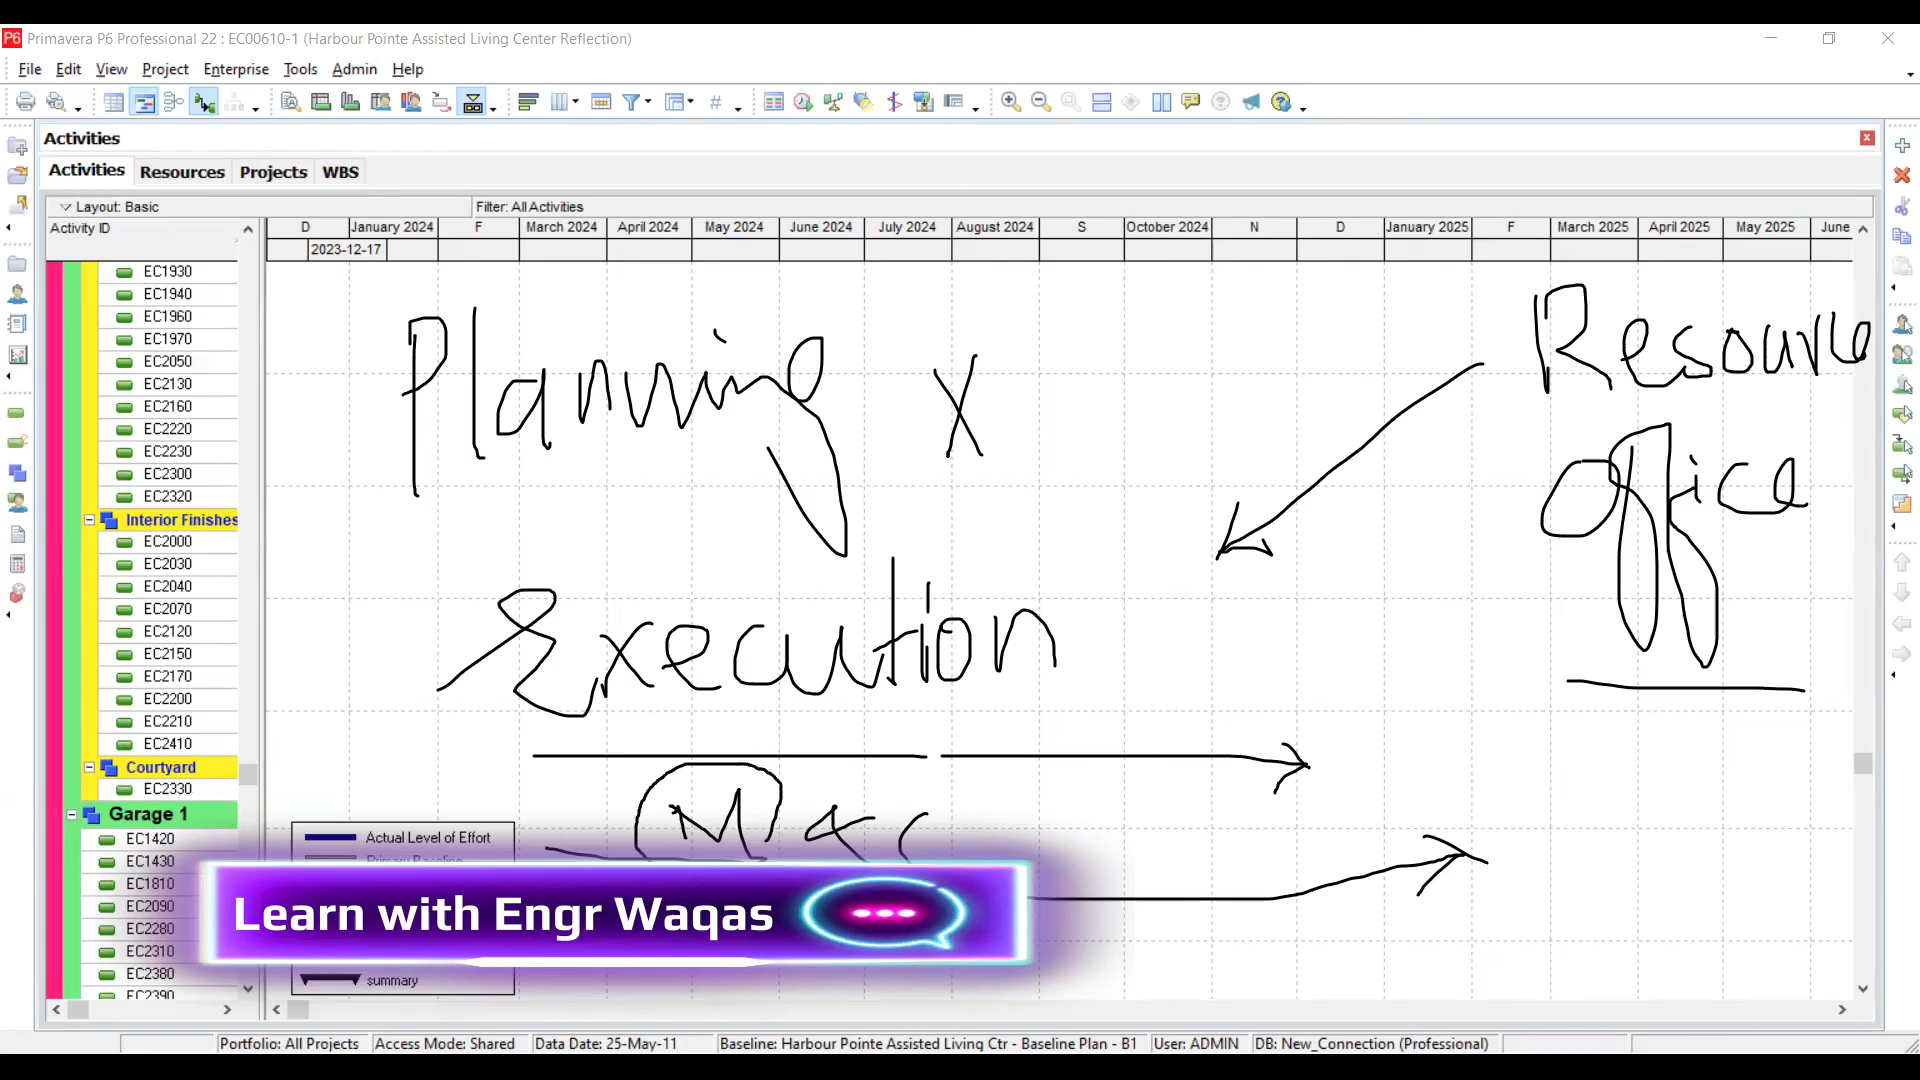 P6 Primavera P6 Professional 22 : EC00610-1 (Harbour Pointe Assisted Living Center Reflection)
File Edit View Project Enterprise Tools Admin Help
Activities
Activities Resources Projects WBS
Layout: Basic Filter: All Activities
Activity ID D January 2024 F March 2024 April 2024 May 2024 June 2024 July 2024 August 2024 S October 2024 N D January 2025 F March 2025 April 2025 May 2025 June
2023-12-17
EC1930
EC1940
EC1960
EC1970
EC2050
EC2130
EC2160
EC2220
EC2230
EC2300
EC2320
Interior Finishes
EC2000
EC2030
EC2040
EC2070
EC2120
EC2150
EC2170
EC2200
EC2210
EC2410
Courtyard
EC2330
Garage 1
EC1420
EC1430
EC1810
EC2090
EC2280
EC2310
EC2380
EC2390
Planning X
Resource
Office
Execution
M
Actual Level of Effort
Primary Baseline
summary
Learn with Engr Waqas
Portfolio: All Projects Access Mode: Shared Data Date: 25-May-11 Baseline: Harbour Pointe Assisted Living Ctr - Baseline Plan - B1 User: ADMIN DB: New_Connection (Professional)